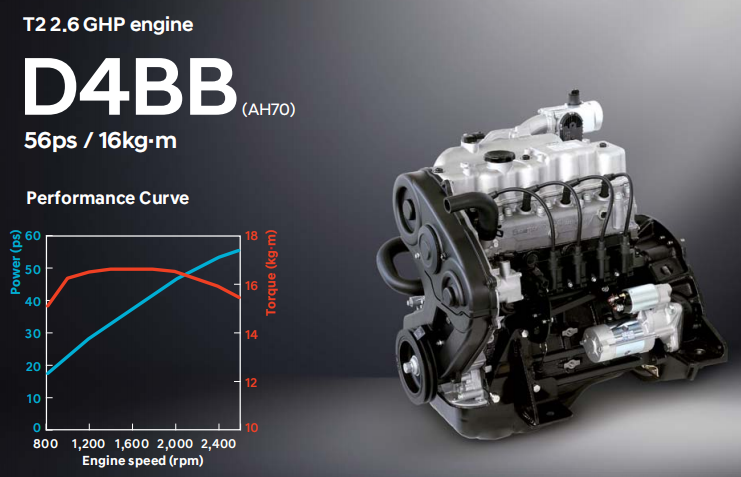 T2 2.6 GHP engine
D4BB (AH70)
56ps / 16kg·m
Performance Curve
Power (ps)
60
50
40
30
20
10
0
18
16
14
12
10
Torque (kg·m)
800 1,200 1,600 2,000 2,400
Engine speed (rpm)